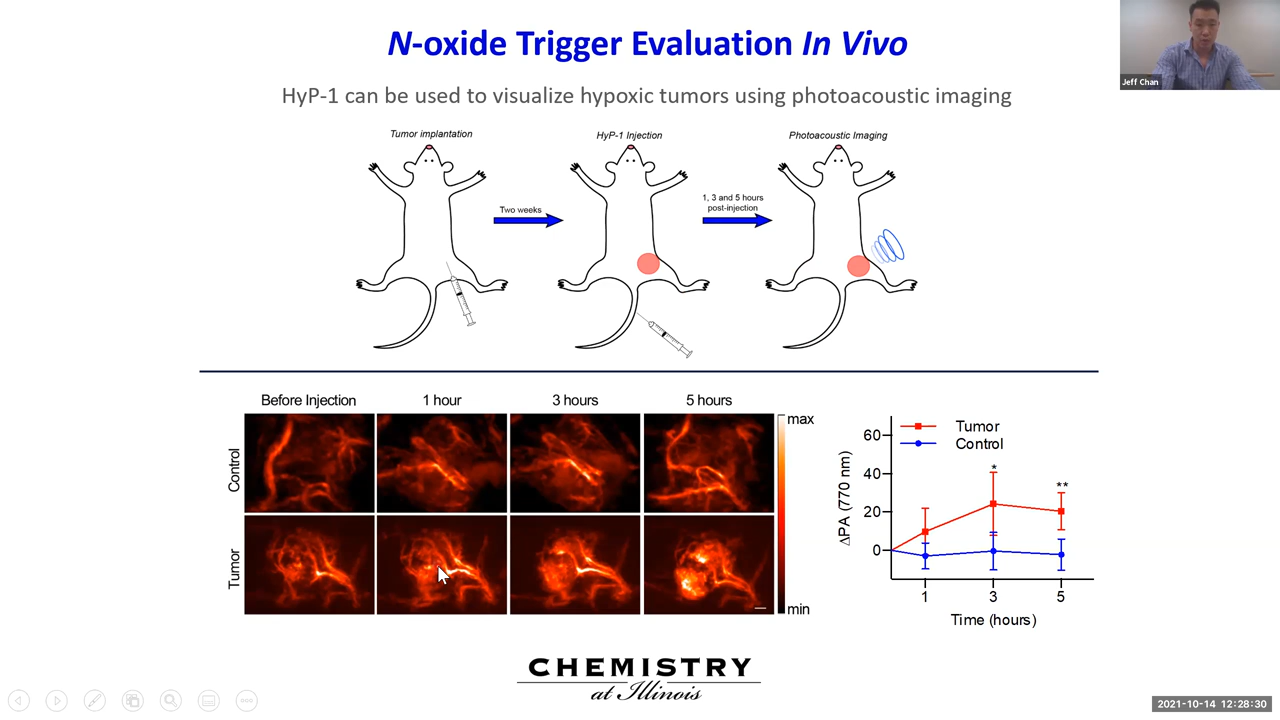 N-oxide Trigger Evaluation In Vivo
Jeff Chan
HyP-1 can be used to visualize hypoxic tumors using photoacoustic imaging
Tumor implantation
HyP-1 Injection
Photoacoustic Imaging
Two weeks
1, 3 and 5 hours
post-injection
Before Injection
1 hour
3 hours
5 hours
Control
Tumor
max
min
Tumor
Control
60
40
20
0
ΔPA (770 nm)
*
**
1
3
5
Time (hours)
CHEMISTRY
at Illinois
2021-10-14 12:28:30